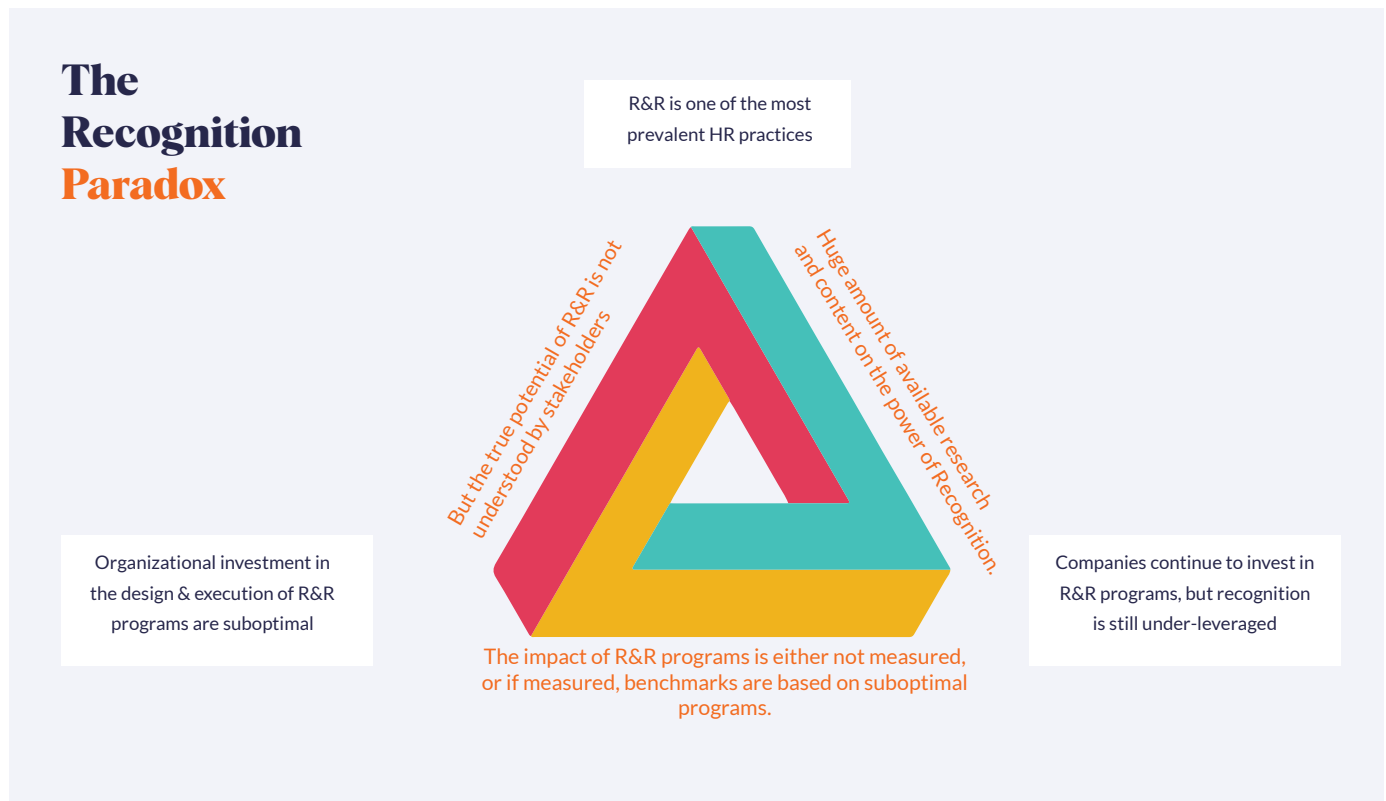 The
Recognition
Paradox
R&R is one of the most
prevalent HR practices
But the true potential of R&R is not
understood by stakeholders
Huge amount of available research
and content on the power of Recognition.
Organizational investment in
the design & execution of R&R
programs are suboptimal
Companies continue to invest in
R&R programs, but recognition
is still under-leveraged
The impact of R&R programs is either not measured,
or if measured, benchmarks are based on suboptimal
programs.